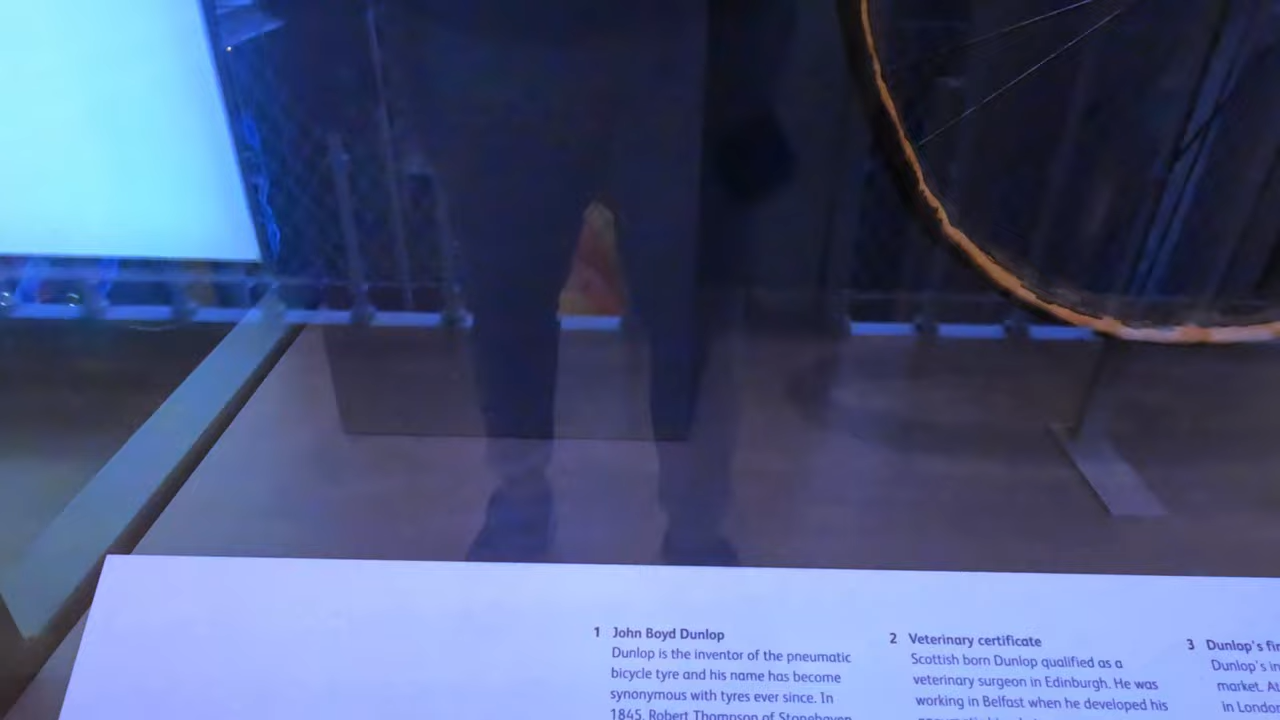 1 John Boyd Dunlop
Dunlop is the inventor of the pneumatic
bicycle tyre and his name has become
synonymous with tyres ever since. In
1845, Robert Thompson of Stonehaven
2 Veterinary certificate
Scottish born Dunlop qualified as a
veterinary surgeon in Edinburgh. He was
working in Belfast when he developed his
3 Dunlop's
Dunlop's
market. At
in London